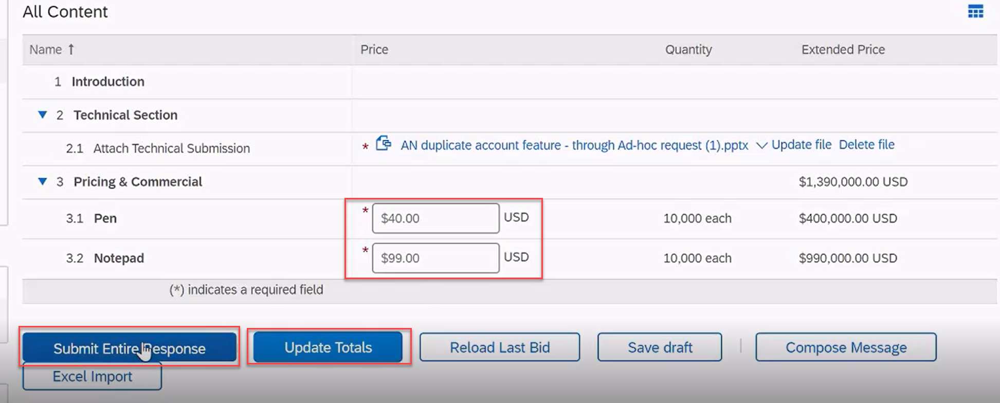 All Content
Name ↑ Price Quantity Extended Price
1 Introduction
2 Technical Section
2.1 Attach Technical Submission * AN duplicate account feature - through Ad-hoc request (1).pptx Update file Delete file
3 Pricing & Commercial $1,390,000.00 USD
3.1 Pen * $40.00 USD 10,000 each $400,000.00 USD
3.2 Notepad * $99.00 USD 10,000 each $990,000.00 USD
(*) indicates a required field
Submit Entire Response Update Totals Reload Last Bid Save draft | Compose Message
Excel Import